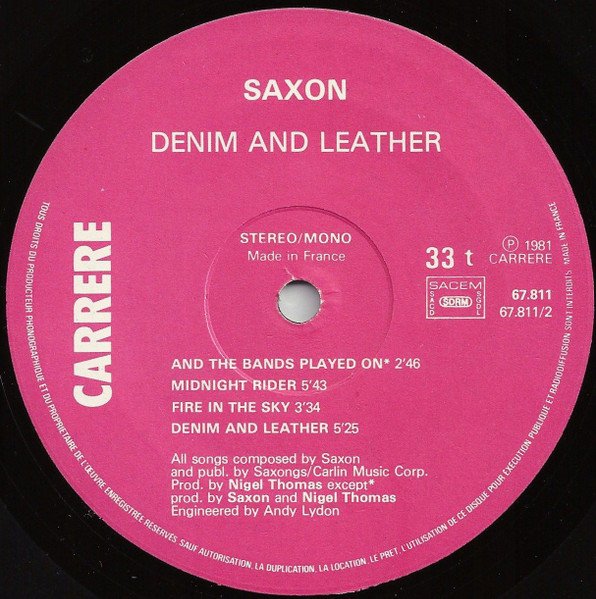 SAXON
DENIM AND LEATHER
CARRERE
STEREO/MONO
Made in France
33 t
Ⓟ 1981
CARRERE
SACEM
SACD
SDRM
SGDL
67.811
67.811/2
AND THE BANDS PLAYED ON* 2'46
MIDNIGHT RIDER 5'43
FIRE IN THE SKY 3'34
DENIM AND LEATHER 5'25
All songs composed by Saxon
and publ. by Saxongs/Carlin Music Corp.
Prod. by Nigel Thomas except*
prod. by Saxon and Nigel Thomas
Engineered by Andy Lydon
TOUS DROITS DU PRODUCTEUR PHONOGRAPHIQUE ET DU PROPRIETAIRE DE L'ŒUVRE ENREGISTREE RESERVES. SAUF AUTORISATION, LA DUPLICATION, LA LOCATION, LE PRET, L'UTILISATION DE CE DISQUE POUR EXECUTION PUBLIQUE ET RADIODIFFUSION SONT INTERDITS MADE IN FRANCE